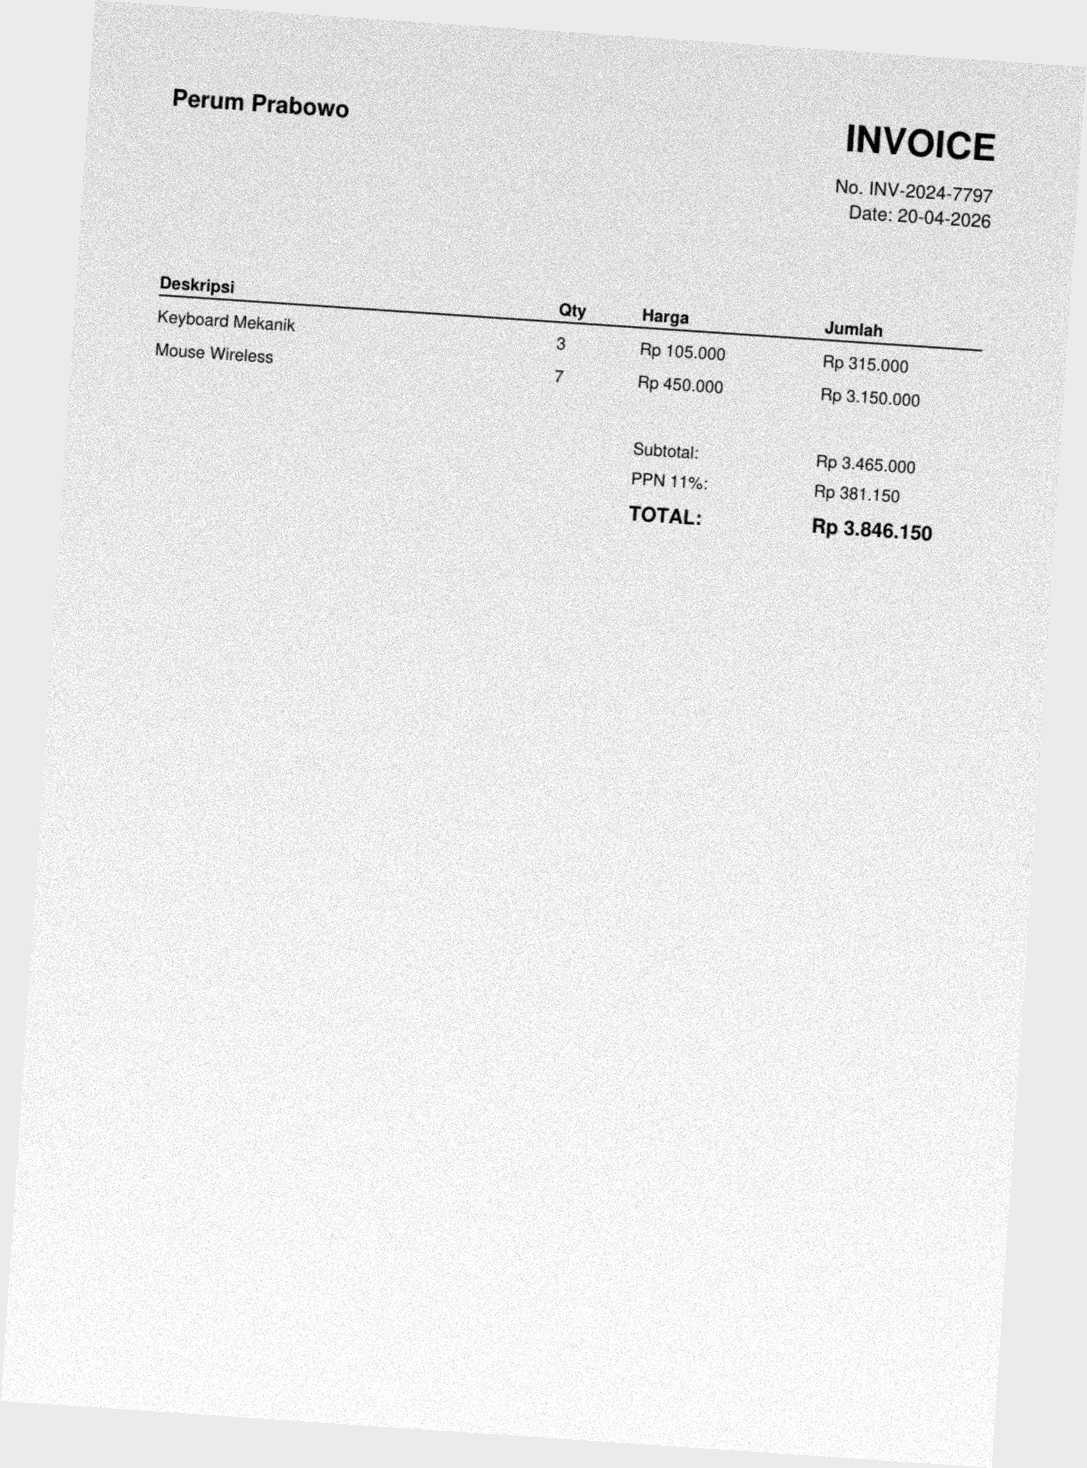 Perum Prabowo
INVOICE
No. INV-2024-7797
Date: 20-04-2026
Deskripsi Qty Harga Jumlah
Keyboard Mekanik 3 Rp 105.000 Rp 315.000
Mouse Wireless 7 Rp 450.000 Rp 3.150.000
Subtotal: Rp 3.465.000
PPN 11%: Rp 381.150
TOTAL: Rp 3.846.150